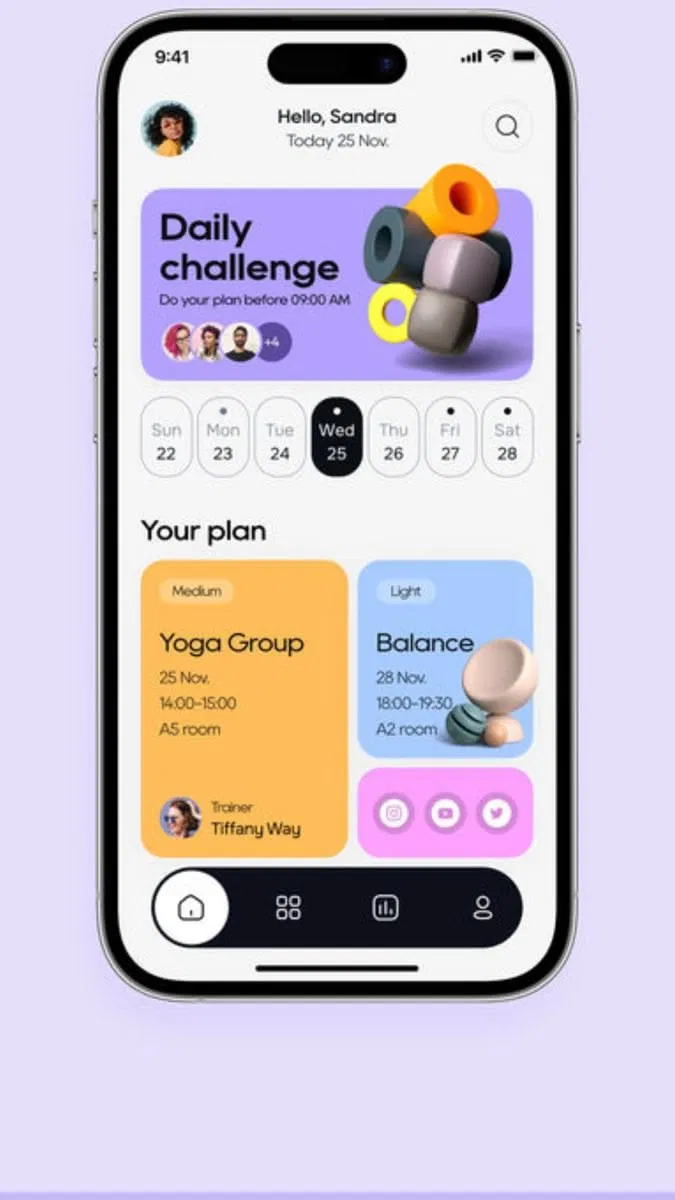 9:41
Hello, Sandra
Today 25 Nov.
Daily
challenge
Do your plan before 09:00 AM
+4
Sun Mon Tue Wed Thu Fri Sat
22 23 24 25 26 27 28
Your plan
Medium
Yoga Group
25 Nov.
14:00-15:00
A5 room
Trainer
Tiffany Way
Light
Balance
28 Nov.
18:00-19:30
A2 room